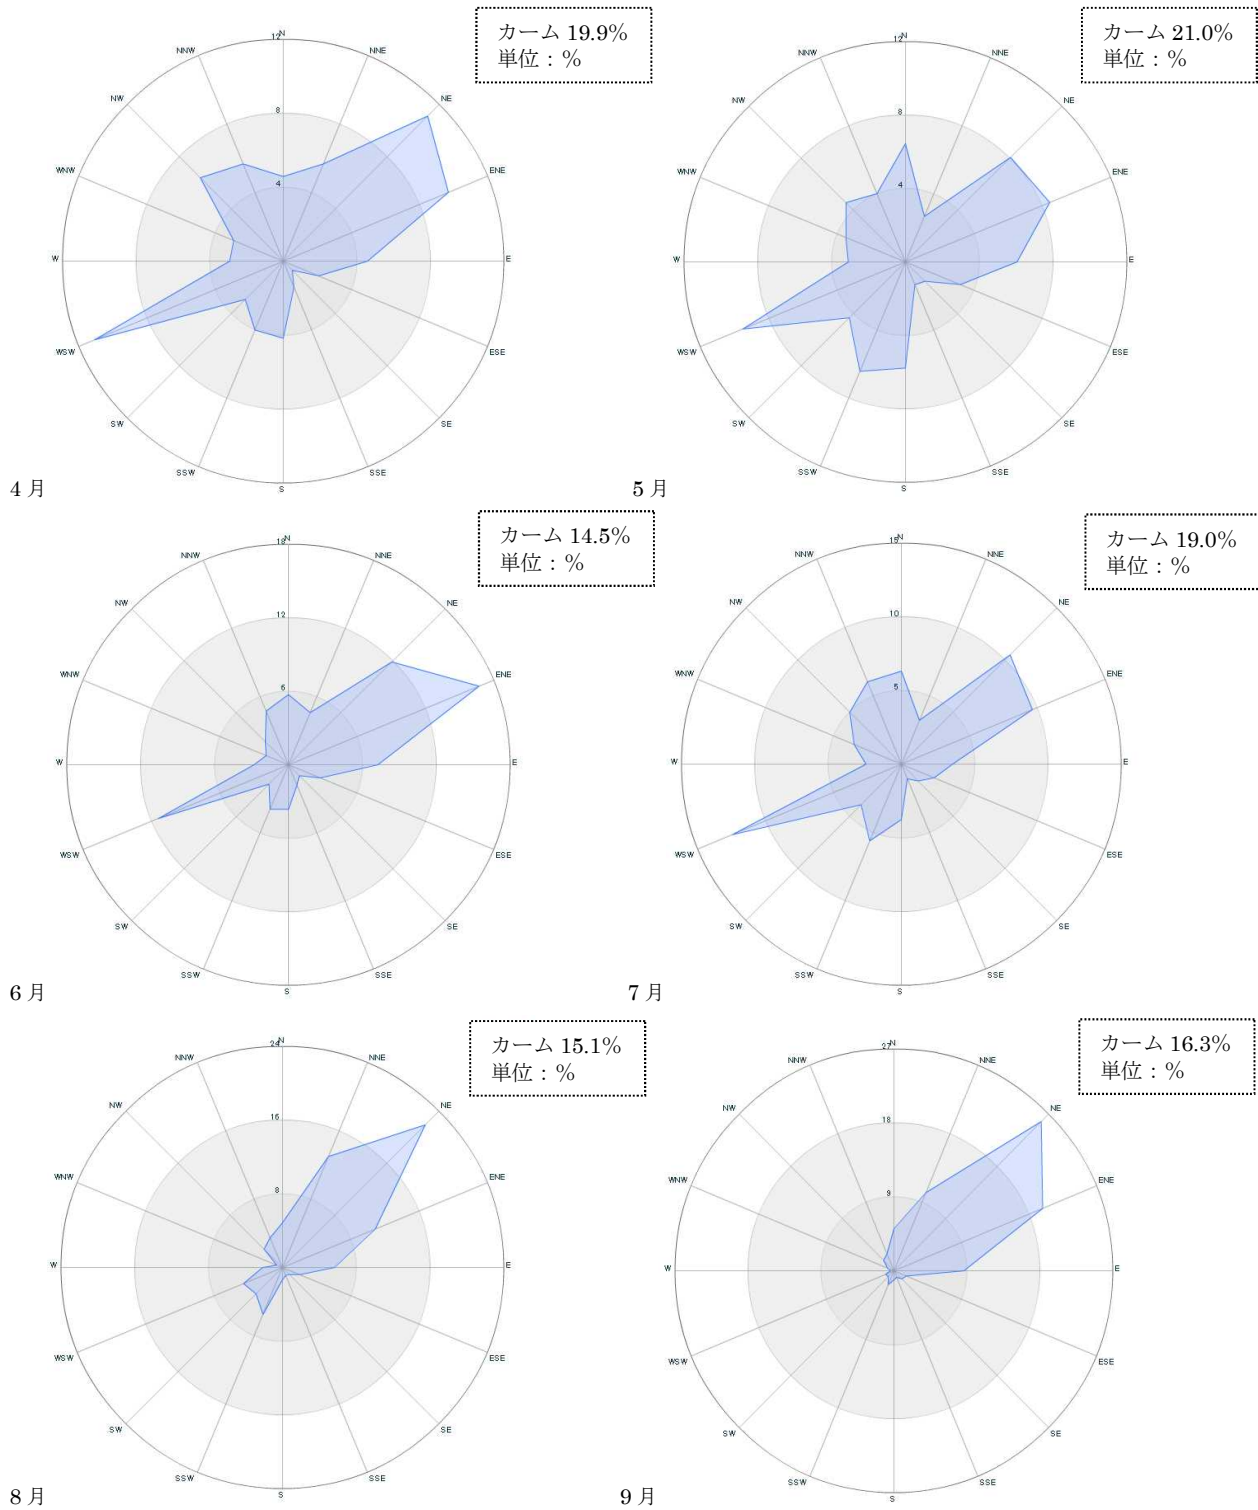 カーム 19.9%
単位：%
12
N
NNE
NE
ENE
E
ESE
SE
SSE
S
SSW
SW
WSW
W
WNW
NW
NNW
8
4
4月
カーム 21.0%
単位：%
12
N
NNE
NE
ENE
E
ESE
SE
SSE
S
SSW
SW
WSW
W
WNW
NW
NNW
8
4
5月
カーム 14.5%
単位：%
18
N
NNE
NE
ENE
E
ESE
SE
SSE
S
SSW
SW
WSW
W
WNW
NW
NNW
12
6
6月
カーム 19.0%
単位：%
15
N
NNE
NE
ENE
E
ESE
SE
SSE
S
SSW
SW
WSW
W
WNW
NW
NNW
10
5
7月
カーム 15.1%
単位：%
24
N
NNE
NE
ENE
E
ESE
SE
SSE
S
SSW
SW
WSW
W
WNW
NW
NNW
16
8
8月
カーム 16.3%
単位：%
27
N
NNE
NE
ENE
E
ESE
SE
SSE
S
SSW
SW
WSW
W
WNW
NW
NNW
18
9
9月